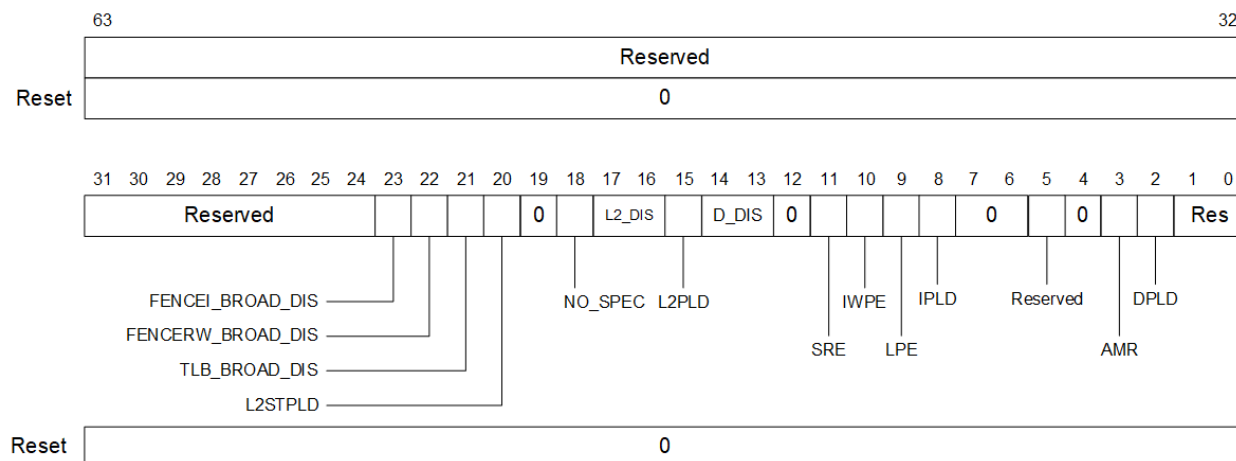 63 32
Reserved
Reset 0
31 30 29 28 27 26 25 24 23 22 21 20 19 18 17 16 15 14 13 12 11 10 9 8 7 6 5 4 3 2 1 0
Reserved 0 L2_DIS D_DIS 0 0 0 Res
FENCEI_BROAD_DIS NO_SPEC L2PLD IWPE IPLD Reserved DPLD
FENCERW_BROAD_DIS SRE LPE AMR
TLB_BROAD_DIS
L2STPLD
Reset 0